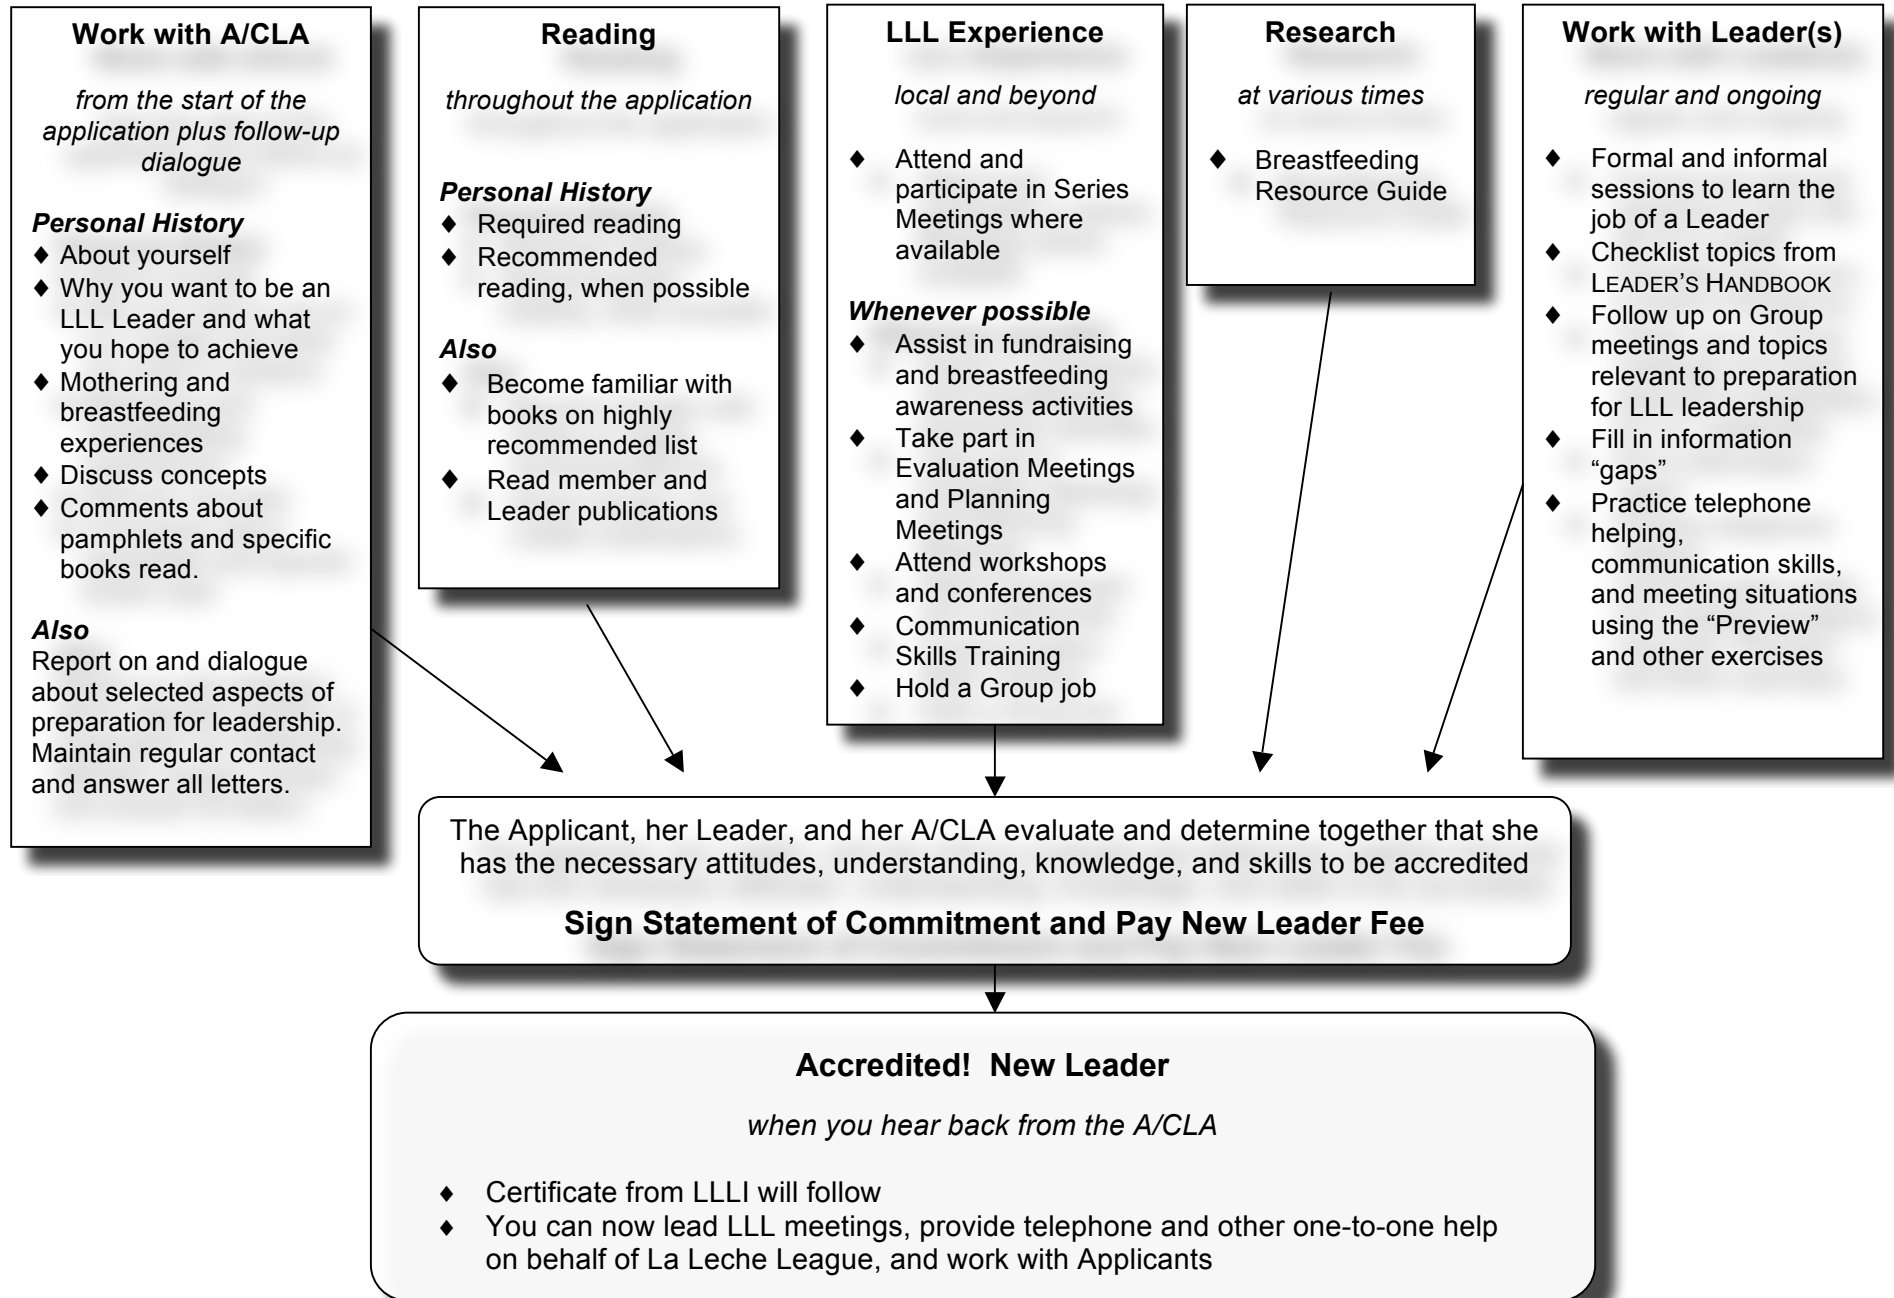 Work with A/CLA
from the start of the
application plus follow-up
dialogue
Personal History
♦ About yourself
♦ Why you want to be an
LLL Leader and what
you hope to achieve
♦ Mothering and
breastfeeding
experiences
♦ Discuss concepts
♦ Comments about
pamphlets and specific
books read.
Also
Report on and dialogue
about selected aspects of
preparation for leadership.
Maintain regular contact
and answer all letters.
Reading
throughout the application
Personal History
♦ Required reading
♦ Recommended
reading, when possible
Also
♦ Become familiar with
books on highly
recommended list
♦ Read member and
Leader publications
LLL Experience
local and beyond
♦ Attend and
participate in Series
Meetings where
available
Whenever possible
♦ Assist in fundraising
and breastfeeding
awareness activities
♦ Take part in
Evaluation Meetings
and Planning
Meetings
♦ Attend workshops
and conferences
♦ Communication
Skills Training
♦ Hold a Group job
Research
at various times
♦ Breastfeeding
Resource Guide
Work with Leader(s)
regular and ongoing
♦ Formal and informal
sessions to learn the
job of a Leader
♦ Checklist topics from
LEADER'S HANDBOOK
♦ Follow up on Group
meetings and topics
relevant to preparation
for LLL leadership
♦ Fill in information
“gaps”
♦ Practice telephone
helping,
communication skills,
and meeting situations
using the “Preview”
and other exercises
The Applicant, her Leader, and her A/CLA evaluate and determine together that she
has the necessary attitudes, understanding, knowledge, and skills to be accredited
Sign Statement of Commitment and Pay New Leader Fee
Accredited! New Leader
when you hear back from the A/CLA
♦ Certificate from LLLI will follow
♦ You can now lead LLL meetings, provide telephone and other one-to-one help
on behalf of La Leche League, and work with Applicants